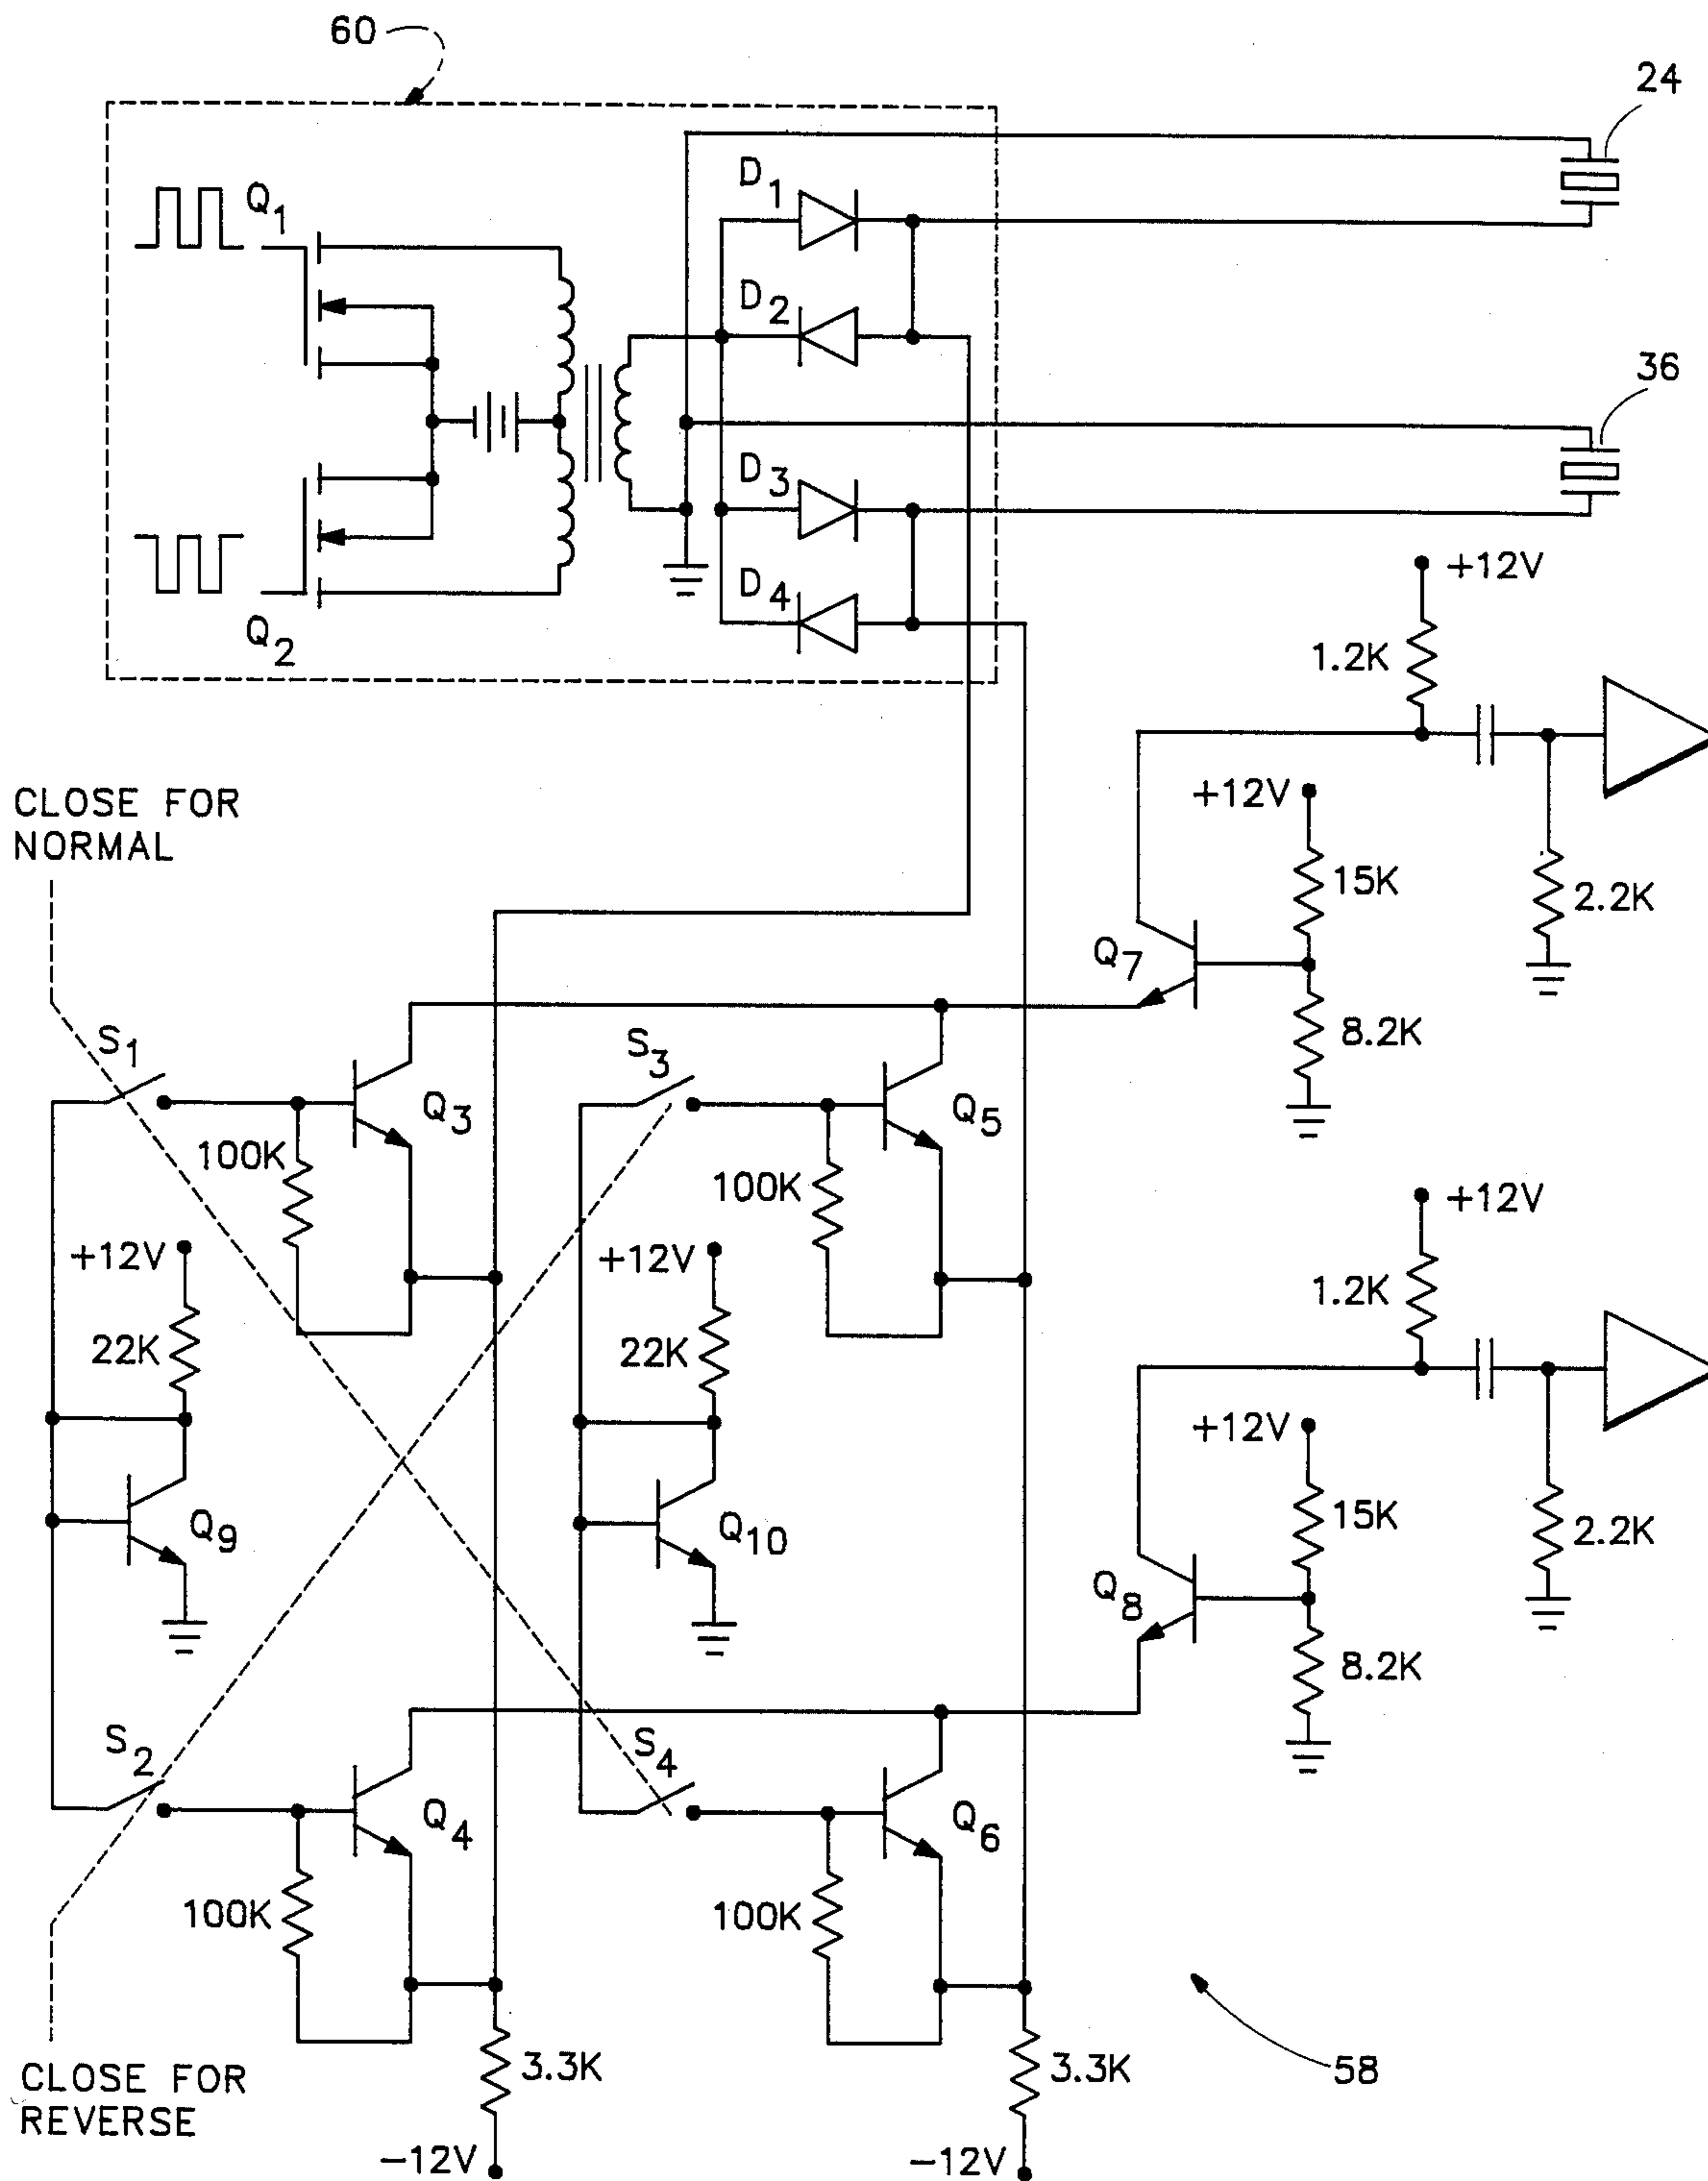 60
24
Q1
D1
D2
36
D3
D4
Q2
+12V
1.2K
+12V
CLOSE FOR
NORMAL
15K
2.2K
Q7
8.2K
S1
S3
Q3
Q5
100K
100K
+12V
+12V
+12V
1.2K
22K
22K
+12V
15K
2.2K
Q9
Q10
Q8
8.2K
S2
S4
Q4
Q6
100K
100K
3.3K
3.3K
58
CLOSE FOR
REVERSE
-12V
-12V